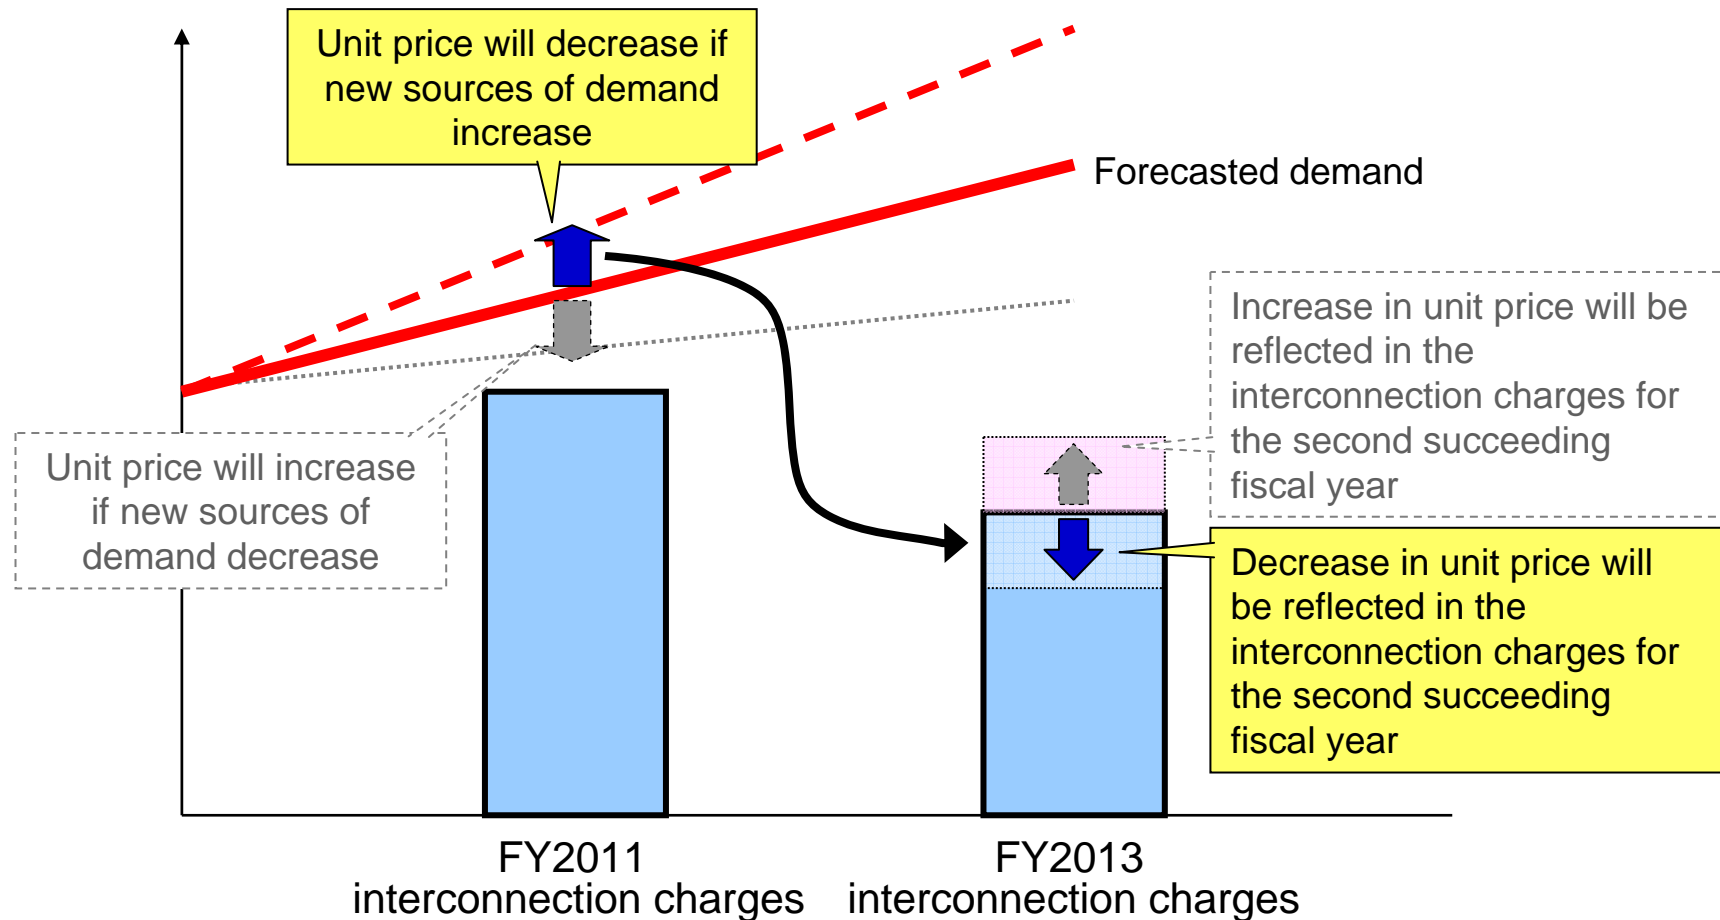 Unit price will decrease if
new sources of demand
increase
Forecasted demand
Increase in unit price will be
reflected in the
interconnection charges for
the second succeeding
fiscal year
Unit price will increase
if new sources of
demand decrease
Decrease in unit price will
be reflected in the
interconnection charges for
the second succeeding
fiscal year
FY2011
interconnection charges
FY2013
interconnection charges